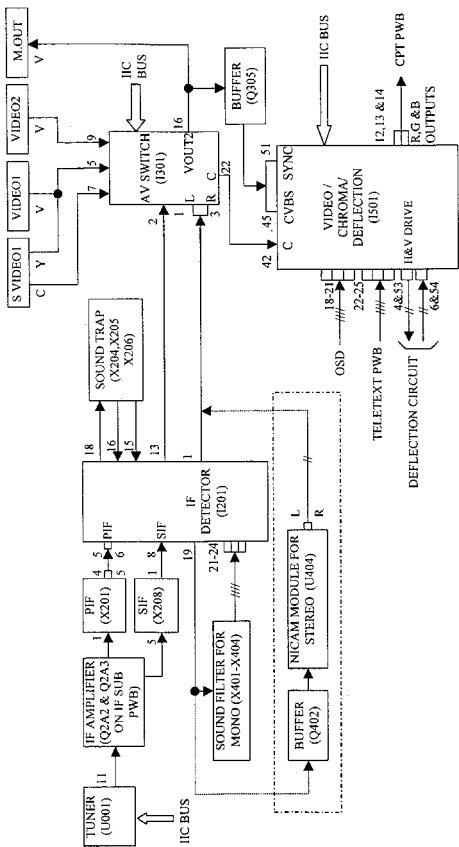 TUNER
(U001)
IIC BUS
11
IF AMPLIFIER
(Q2A2 & Q2A3
ON IF SUB
PWB)
1
5
PIF
(X201)
4
5
SIF
(X208)
1
5
6
PIF
8
SIF
19
21-24
IF
DETECTOR
(I201)
18
16
15
13
1
SOUND TRAP
(X204,X205
X206)
SOUND FILTER FOR
MONO (X401-X404)
BUFFER
(Q402)
NICAM MODULE FOR
STEREO (U404)
L
R
S VIDEO1
C
Y
VIDEO1
V
VIDEO2
V
M.OUT
V
IIC
BUS
7
5
9
2
1
3
AV SWITCH
(I301)
L
R
VOUT2
16
C
22
BUFFER
(Q305)
IIC BUS
42
45
51
C
CVBS
SYNC
VIDEO /
CHROMA/
DEFLECTION
(I501)
H&V DRIVE
18-21
22-25
4&53
6&54
OSD
TELETEXT PWB
DEFLECTION CIRCUIT
12,13 &14
R,G & B
OUTPUTS
CPT PWB